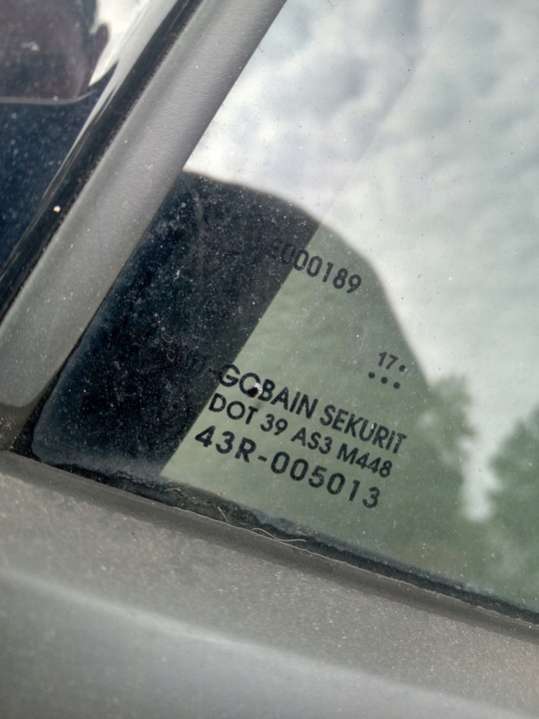 000189
17.
...
GOBAIN SEKURIT
DOT 39 AS3 M448
43R-005013